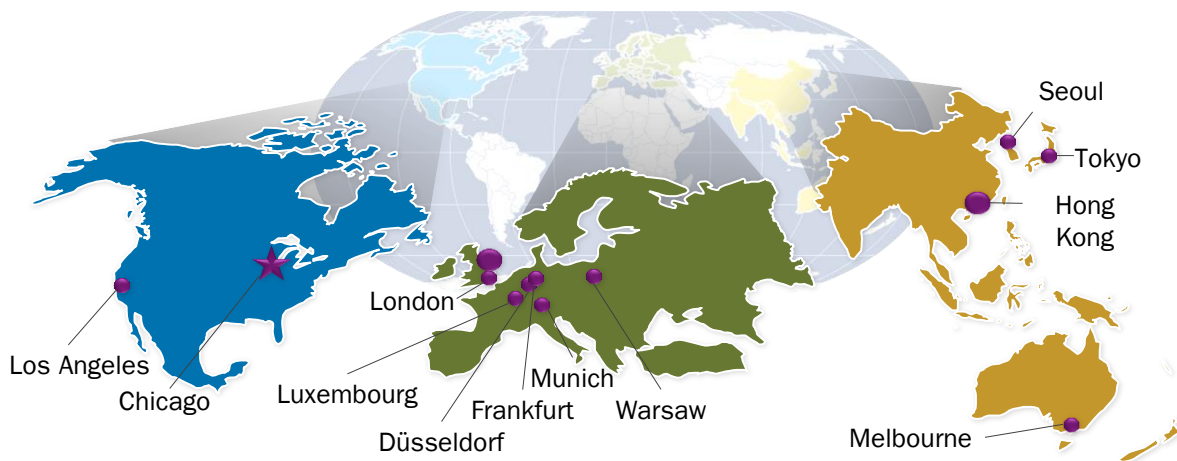 Seoul
Tokyo
Hong
Kong
London
Los Angeles
Chicago
Luxembourg
Munich
Frankfurt
Warsaw
Düsseldorf
Melbourne